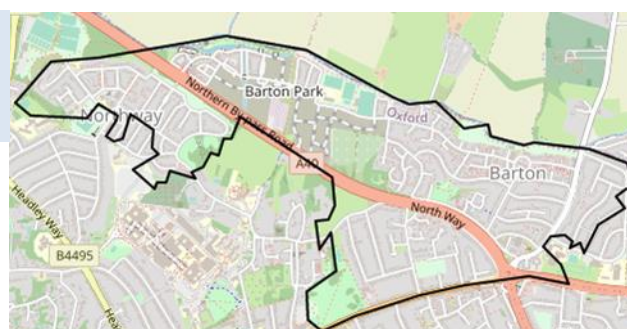 Northern By-Pass Road
Barton Park
Northway
Oxford
A40
Barton
North Way
Headley Way
B4495